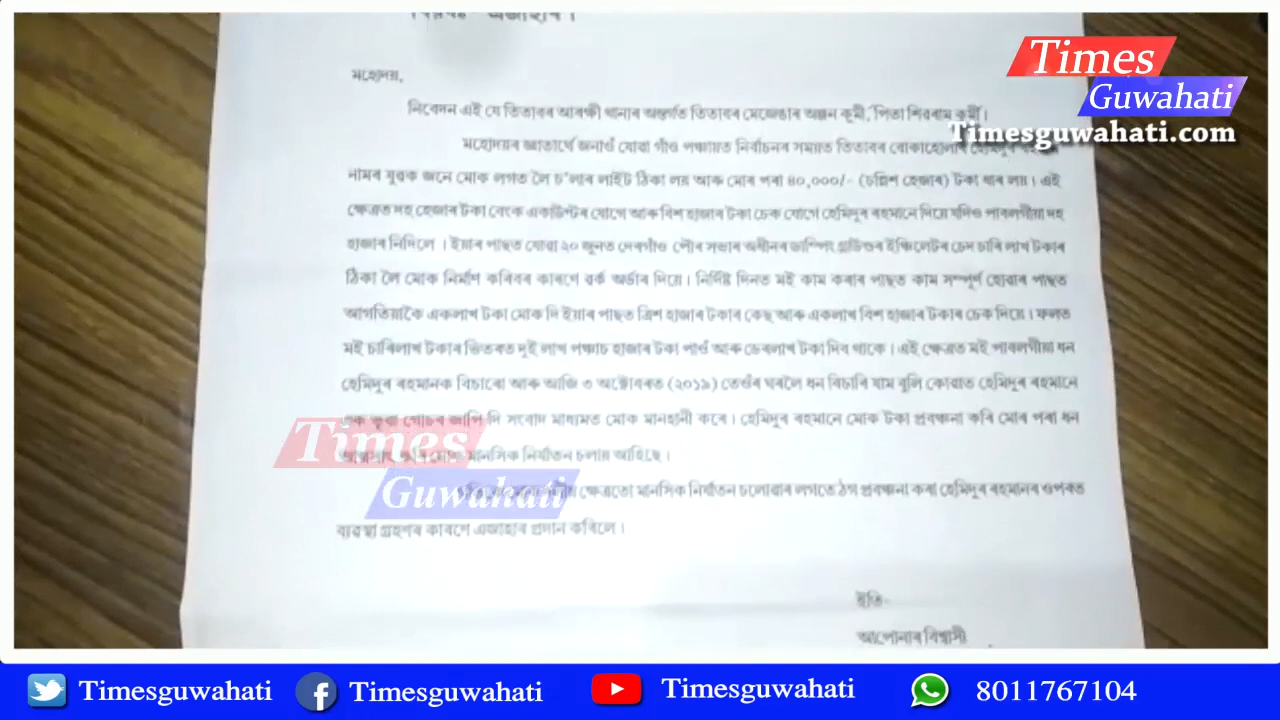 মহোদয়,
Times
Guwahati
Timesguwahati.com
নিবেদন এই যে তিতাবৰ আৰক্ষী থানাৰ অন্তৰ্গত তিতাবৰ মেজেঙাৰ অঞ্জন কুৰ্মী, পিতা শিবৰাম কুৰ্মী।
মহোদয়ৰ জ্ঞাতাৰ্থে জনাওঁ যোৱা গাঁও পঞ্চায়ত নিৰ্বাচনৰ সময়ত তিতাবৰ
নামৰ যুৱক জনে মোক লগত লৈ চ'লাৰ লাইট ঠিকা লয় আৰু মোৰ পৰা ৪০,০০০/- (চল্লিশ হেজাৰ) টকা ধাৰ লয়। এই
ক্ষেত্ৰত দহ হেজাৰ টকা বেংক একাউন্টৰ যোগে আৰু বিশ হাজাৰ টকা চেক যোগে হেমিদুৰ ৰহমানে দিয়ে যদিও পাবলগীয়া দহ
হাজাৰ নিদিলে। ইয়াৰ পাছত যোৱা ২০ জুনত দেৰগাঁও পৌৰ সভাৰ অধীনৰ ডাম্পিং গ্ৰাউণ্ডৰ চাৰি লাখ টকাৰ
ঠিকা লৈ মোক নিৰ্মাণ কৰিবৰ কাৰণে ৱৰ্ক অৰ্ডাৰ দিয়ে। নিৰ্দিষ্ট দিনত মই কাম কৰাৰ পাছত কাম সম্পূৰ্ণ হোৱাৰ পাছত
আগতিয়াকৈ একলাখ টকা মোক দি ইয়াৰ পাছত ত্ৰিশ হাজাৰ টকাৰ কেছ আৰু একলাখ বিশ হাজাৰ টকাৰ চেক দিয়ে। ফলত
মই চাৰিলাখ টকাৰ ভিতৰত দুই লাখ পঞ্চাচ হাজাৰ টকা পাওঁ আৰু ডেৰলাখ টকা দিব থাকে। এই ক্ষেত্ৰত মই পাবলগীয়া ধন
হেমিদুৰ ৰহমানক বিচাৰো আৰু আজি ৩ অক্টোবৰত (২০১৯) তেওঁৰ ঘৰলৈ ধন বিচাৰি যাম বুলি কোৱাত হেমিদুৰ ৰহমানে
এক ভুৱা গোচৰ জাপি দি সংবাদ মাধ্যমত মোক মানহানী কৰে। হেমিদুৰ ৰহমানে মোক টকা প্ৰবঞ্চনা কৰি মোৰ পৰা ধন
মানসিক নিৰ্যাতন চলায় আহিছে।
Times
Guwahati
ক্ষেত্ৰতো মানসিক নিৰ্যাতন চলোৱাৰ লগতে ঠগ প্ৰবঞ্চনা কৰা হেমিদুৰ ৰহমানৰ ওপৰত
ব্যৱস্থা গ্ৰহণৰ কাৰণে এজাহাৰ প্ৰদান কৰিলে।
ইতি-
আপোনাৰ বিশ্বাসী
Timesguwahati
Timesguwahati
Timesguwahati
8011767104